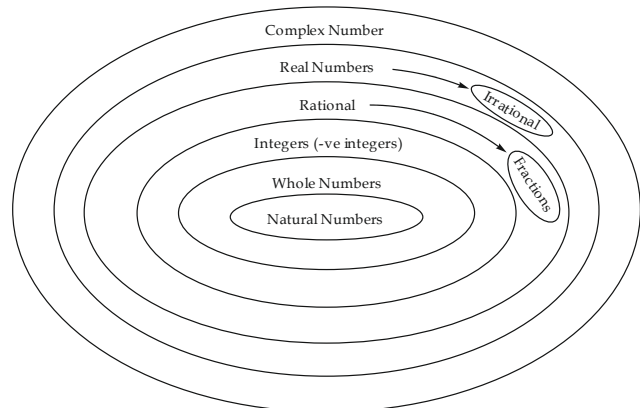 Complex Number
Real Numbers
Irrational
Rational
Fractions
Integers (-ve integers)
Whole Numbers
Natural Numbers